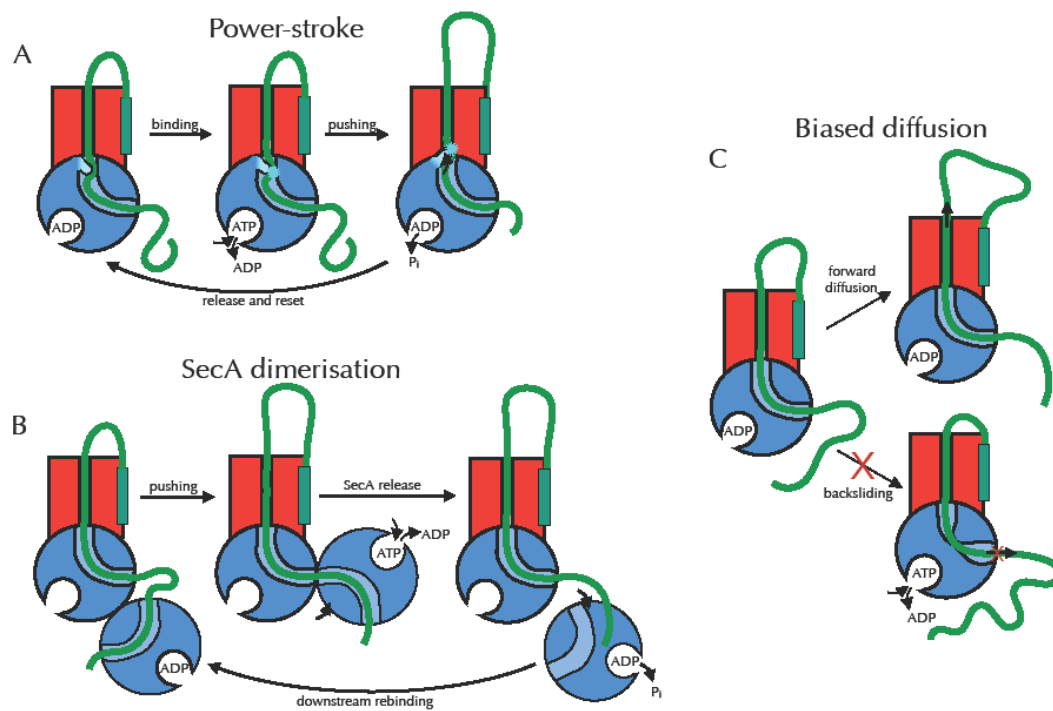 Power-stroke
A
binding
pushing
ADP
ATP
ADP
ADP
Pi
release and reset
SecA dimerisation
B
pushing
SecA release
ATP
ADP
ADP
ADP
Pi
downstream rebinding
Biased diffusion
C
forward
diffusion
ADP
ADP
X
backsliding
x
ATP
ADP